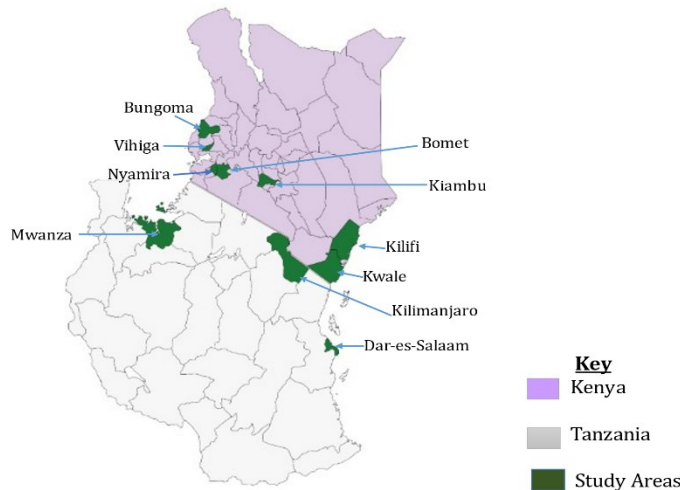 Bungoma
Vihiga
Bomet
Nyamira
Kiambu
Mwanza
Kilifi
Kwale
Kilimanjaro
Dar-es-Salaam
Key
Kenya
Tanzania
Study Areas